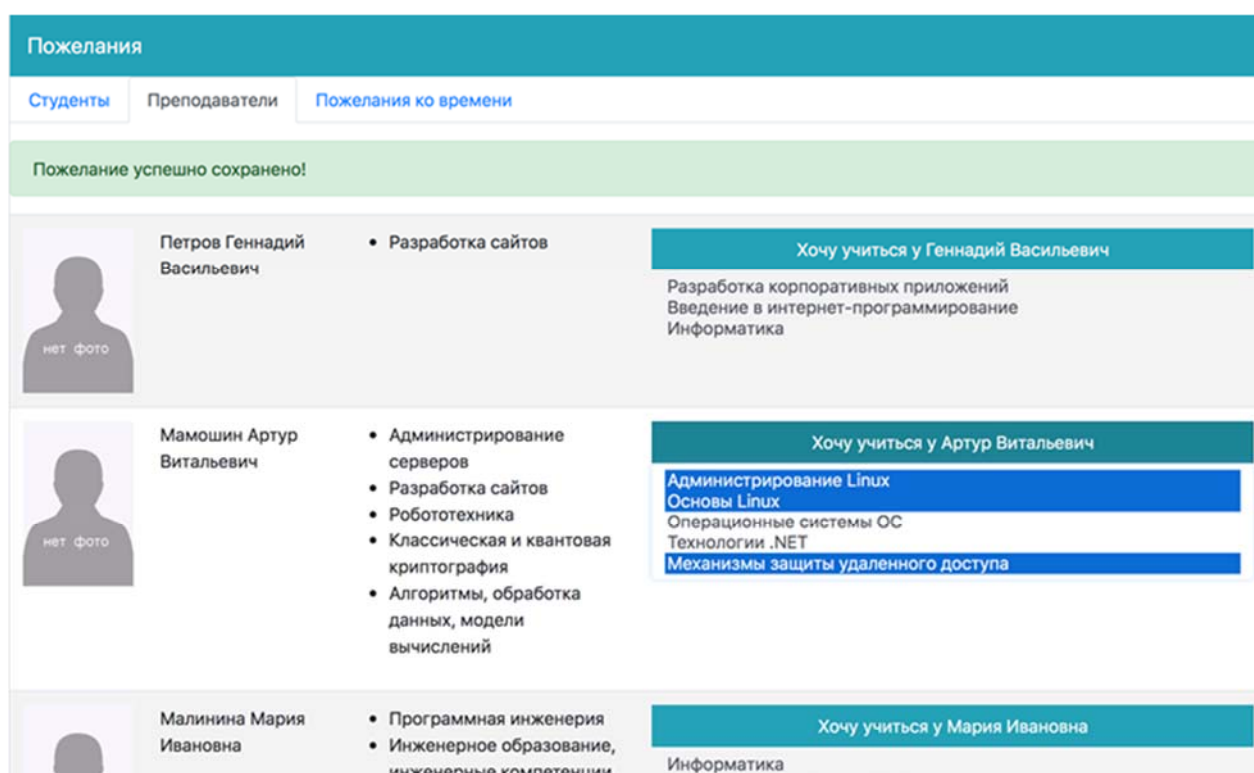 Пожелания
Студенты Преподаватели Пожелания ко времени
Пожелание успешно сохранено!
нет фото
Петров Геннадий
Васильевич
• Разработка сайтов
Хочу учиться у Геннадий Васильевич
Разработка корпоративных приложений
Введение в интернет-программирование
Информатика
нет фото
Мамошин Артур
Витальевич
• Администрирование
серверов
• Разработка сайтов
• Робототехника
• Классическая и квантовая
криптография
• Алгоритмы, обработка
данных, модели
вычислений
Хочу учиться у Артур Витальевич
Администрирование Linux
Основы Linux
Операционные системы ОС
Технологии .NET
Механизмы защиты удаленного доступа
Малинина Мария
Ивановна
• Программная инженерия
• Инженерное образование,
инженерные компетенции
Хочу учиться у Мария Ивановна
Информатика